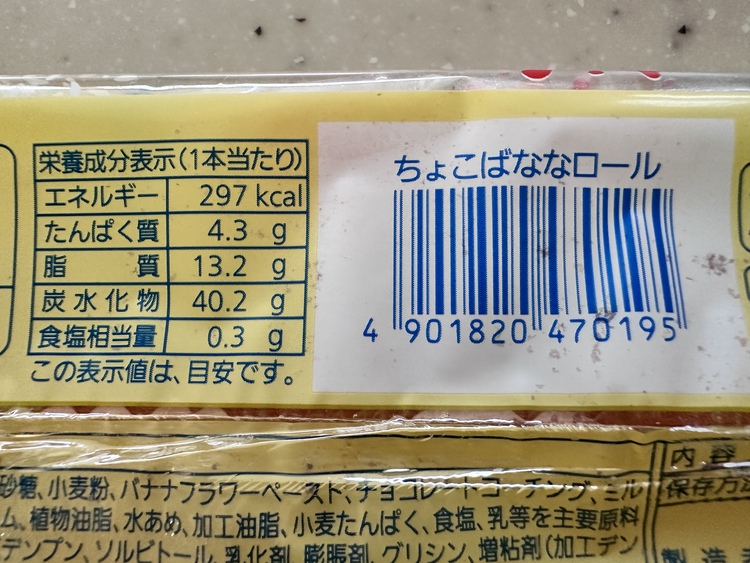 栄養成分表示(1本当たり)
エネルギー 297 kcal
たんぱく質 4.3 g
脂質 13.2 g
炭水化物 40.2 g
食塩相当量 0.3 g
この表示値は、目安です。
ちょこばななロール
4 901820 470195
砂糖、小麦粉、バナナフラワーペースト、チョコレートコーチング、ミル
ム、植物油脂、水あめ、加工油脂、小麦たんぱく、食塩、乳等を主要原料
デンプン、ソルビトール、乳化剤、膨脹剤、グリシン、増粘剤(加工デン
内容
保存方法
製造